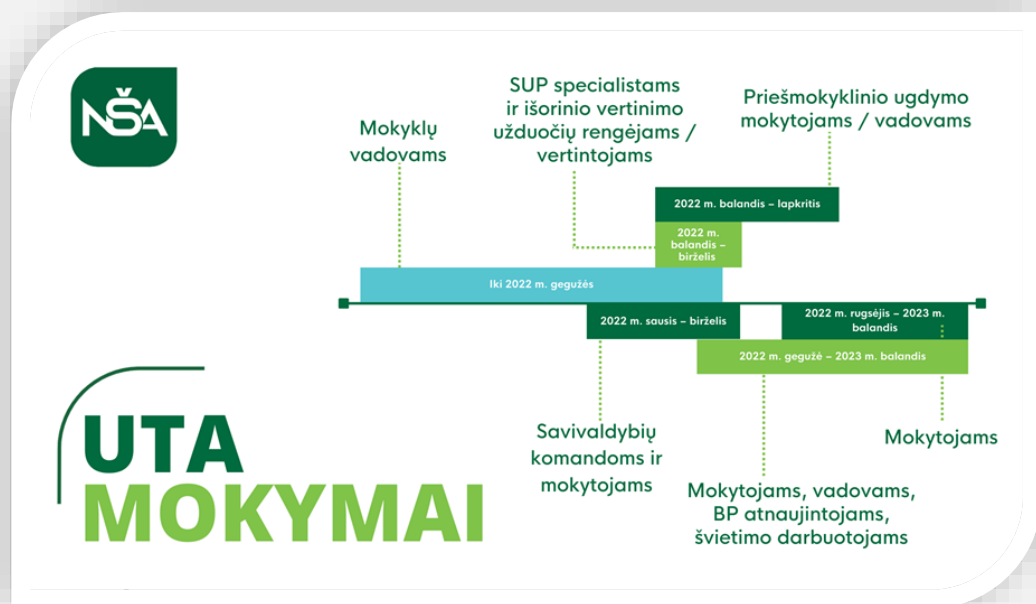 NŠA
Mokyklų
vadovams
SUP specialistams
ir išorinio vertinimo
užduočių rengėjams /
vertintojams
Priešmokyklinio ugdymo
mokytojams / vadovams
2022 m. balandis – lapkritis
2022 m.
balandis –
birželis
Iki 2022 m. gegužės
2022 m. sausis – birželis
2022 m. rugsėjis – 2023 m.
balandis
2022 m. gegužė – 2023 m. balandis
Savivaldybių
komandoms ir
mokytojams
Mokytojams, vadovams,
BP atnaujintojams,
švietimo darbuotojams
Mokytojams
UTA
MOKYMAI